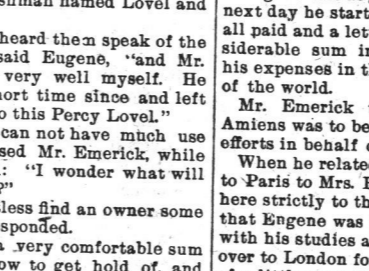 shman named Lovel and
heard them speak of the
said Eugene, "and Mr.
very well myself. He
ort time since and left
o this Percy Lovel."
can not have much use
sed Mr. Emerick, while
: "I wonder what will
?"
less find an owner some
sponded.
a very comfortable sum
ow to get hold of, and
next day he start
all paid and a let
siderable sum in
his expenses in t
of the world.
Mr. Emerick
Amiens was to be
efforts in behalf
When he relate
to Paris to Mrs.
here strictly to th
that Eugene was
with his studies a
over to London fo